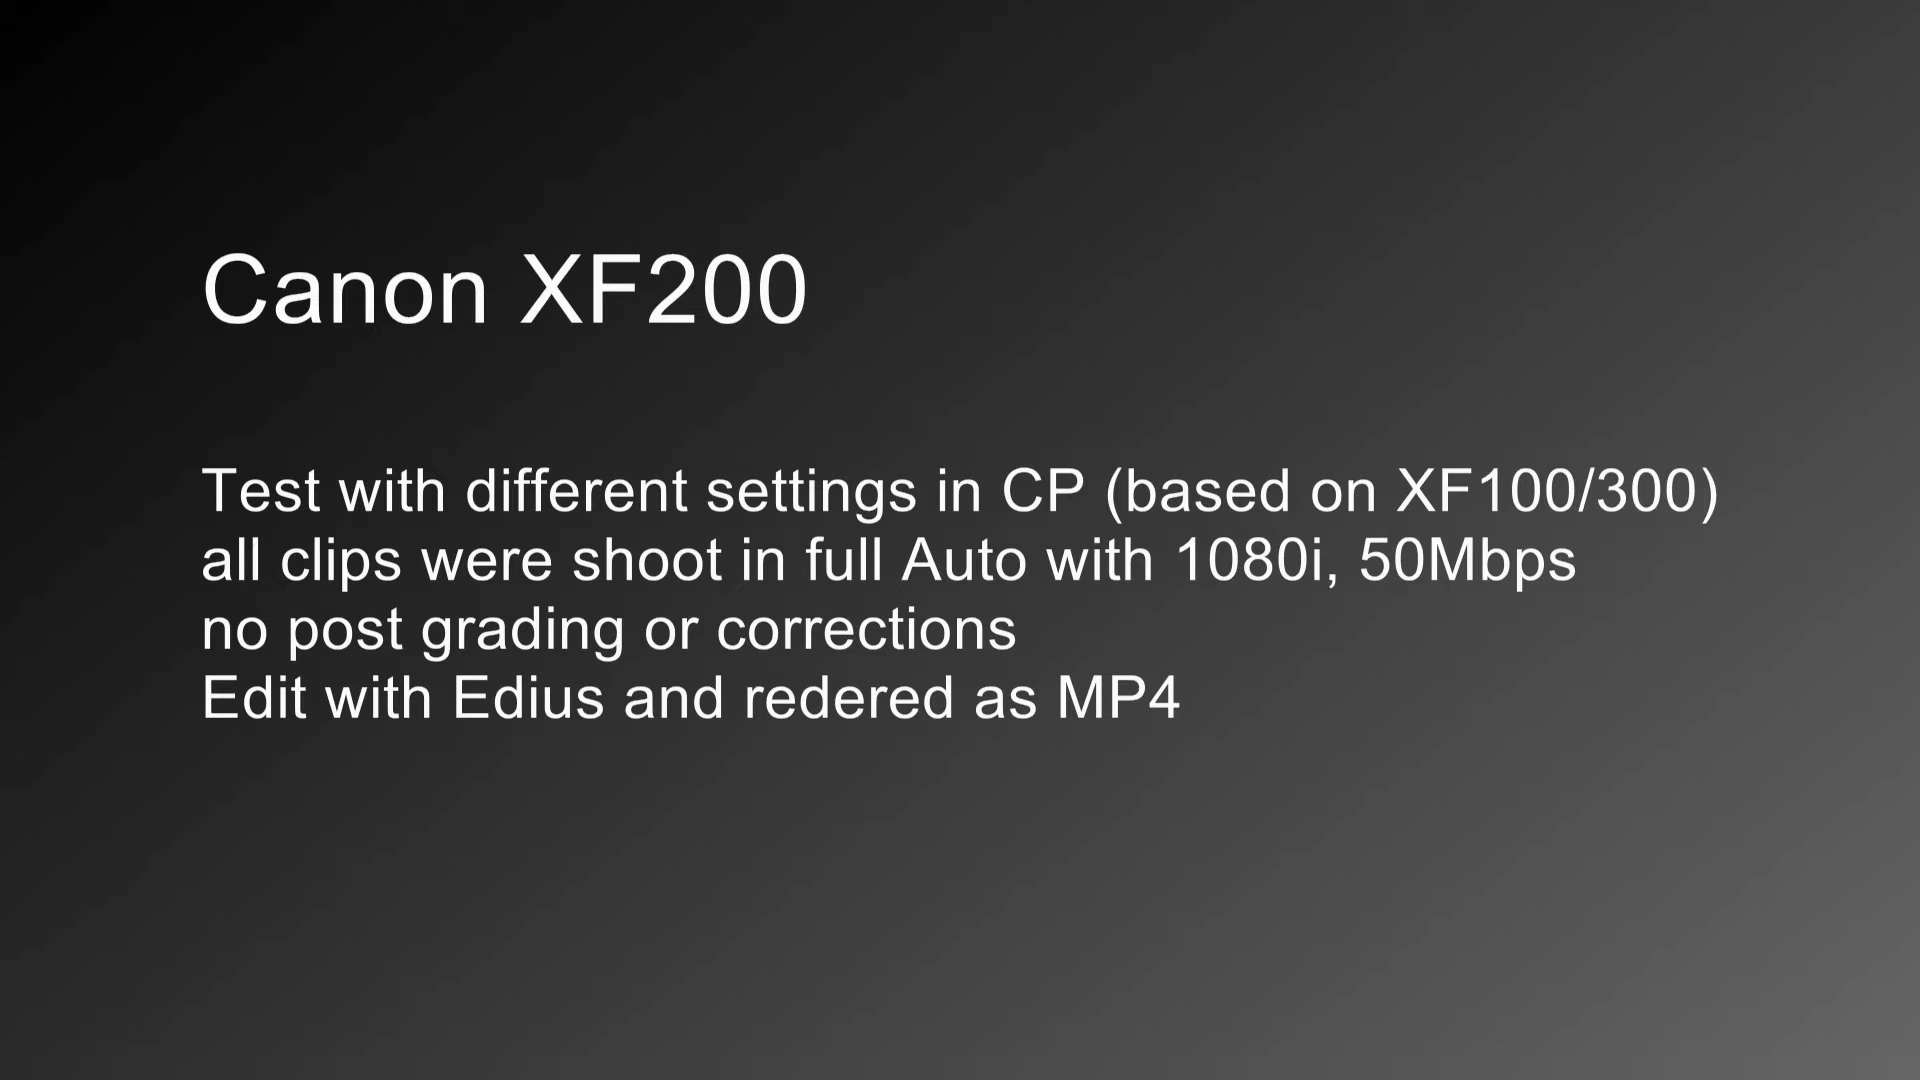 Canon XF200
Test with different settings in CP (based on XF100/300)
all clips were shoot in full Auto with 1080i, 50Mbps
no post grading or corrections
Edit with Edius and redered as MP4